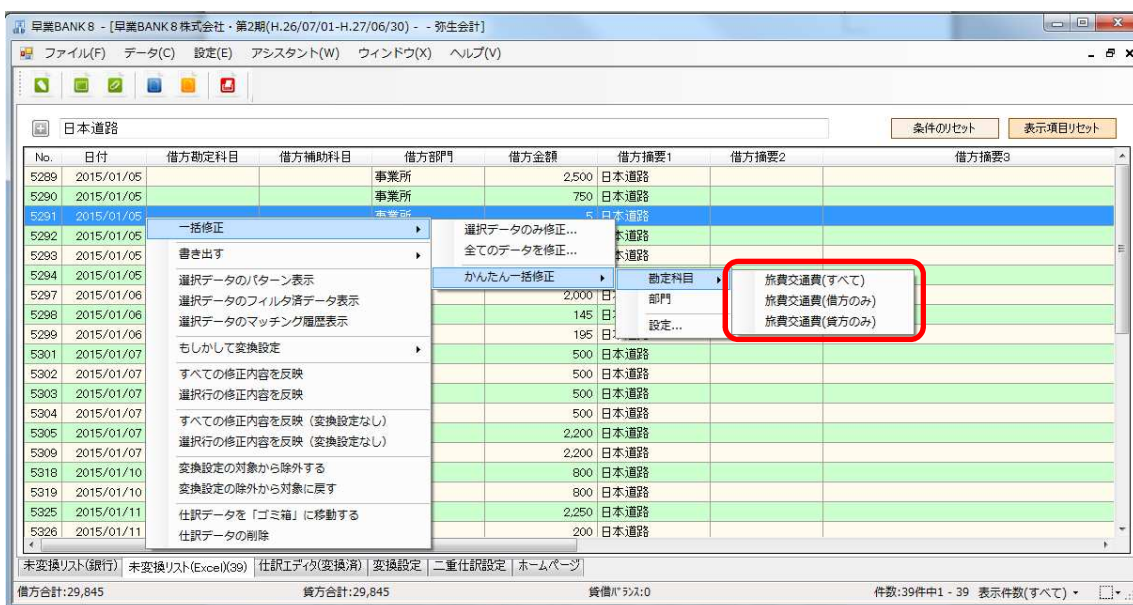 早業BANK８ - [早業BANK８株式会社・第2期(H.26/07/01-H.27/06/30) - - 弥生会計]
ファイル(F) データ(C) 設定(E) アシスタント(W) ウィンドウ(X) ヘルプ(V)
日本道路 条件のリセット 表示項目リセット
No. 日付 借方勘定科目 借方補助科目 借方部門 借方金額 借方摘要1 借方摘要2 借方摘要3
5289 2015/01/05 事業所 2,500 日本道路
5290 2015/01/05 事業所 750 日本道路
5291 2015/01/05 事業所 5 日本道路
5292 2015/01/05 本道路
5293 2015/01/05 本道路
5294 2015/01/05
5297 2015/01/06 2,000 日
5298 2015/01/06 145 日
5299 2015/01/06 195 日
5301 2015/01/07 500 日本道路
5302 2015/01/07 500 日本道路
5303 2015/01/07 500 日本道路
5304 2015/01/07 500 日本道路
5305 2015/01/07 2,200 日本道路
5309 2015/01/07 2,200 日本道路
5318 2015/01/10 800 日本道路
5319 2015/01/10 800 日本道路
5325 2015/01/11 2,250 日本道路
5326 2015/01/11 200 日本道路
一括修正
書き出す
選択データのパターン表示
選択データのフィルタ済データ表示
選択データのマッチング履歴表示
もしかして変換設定
すべての修正内容を反映
選択行の修正内容を反映
すべての修正内容を反映（変換設定なし）
選択行の修正内容を反映（変換設定なし）
変換設定の対象から除外する
変換設定の除外から対象に戻す
仕訳データを「ゴミ箱」に移動する
仕訳データの削除
選択データのみ修正...
全てのデータを修正...
かんたん一括修正
勘定科目
部門
設定...
旅費交通費(すべて)
旅費交通費(借方のみ)
旅費交通費(貸方のみ)
未変換リスト(銀行) 未変換リスト(Excel)(39) 仕訳エディタ(変換済) 変換設定 二重仕訳設定 ホームページ
借方合計:29,845 貸方合計:29,845 貸借バランス:0 件数:39件中1 - 39 表示件数(すべて)